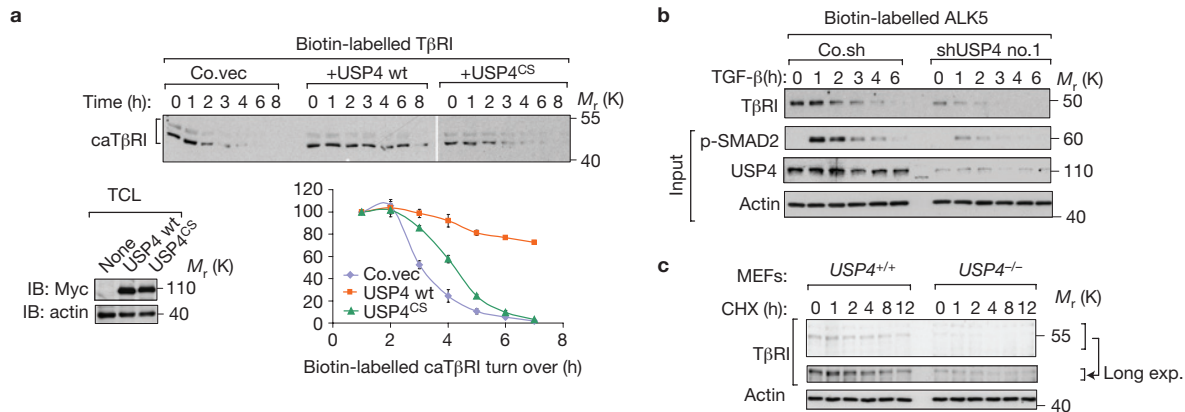 a
Biotin-labelled TβRI
Co.vec +USP4 wt +USP4CS
Time (h): 0 1 2 3 4 6 8 0 1 2 3 4 6 8 0 1 2 3 4 6 8 Mr (K)
caTβRI
55
40
TCL
None USP4 wt USP4CS
Mr (K)
IB: Myc 110
IB: actin 40
120
100
80
60
40
20
0
Co.vec
USP4 wt
USP4CS
0 2 4 6 8
Biotin-labelled caTβRI turn over (h)
b
Biotin-labelled ALK5
Co.sh shUSP4 no.1
TGF-β(h): 0 1 2 3 4 6 0 1 2 3 4 6 Mr (K)
TβRI 50
Input
p-SMAD2 60
USP4 110
Actin
40
c
MEFs: USP4+/+ USP4–/–
CHX (h): 0 1 2 4 8 12 0 1 2 4 8 12 Mr (K)
TβRI
55
Long exp.
Actin
40